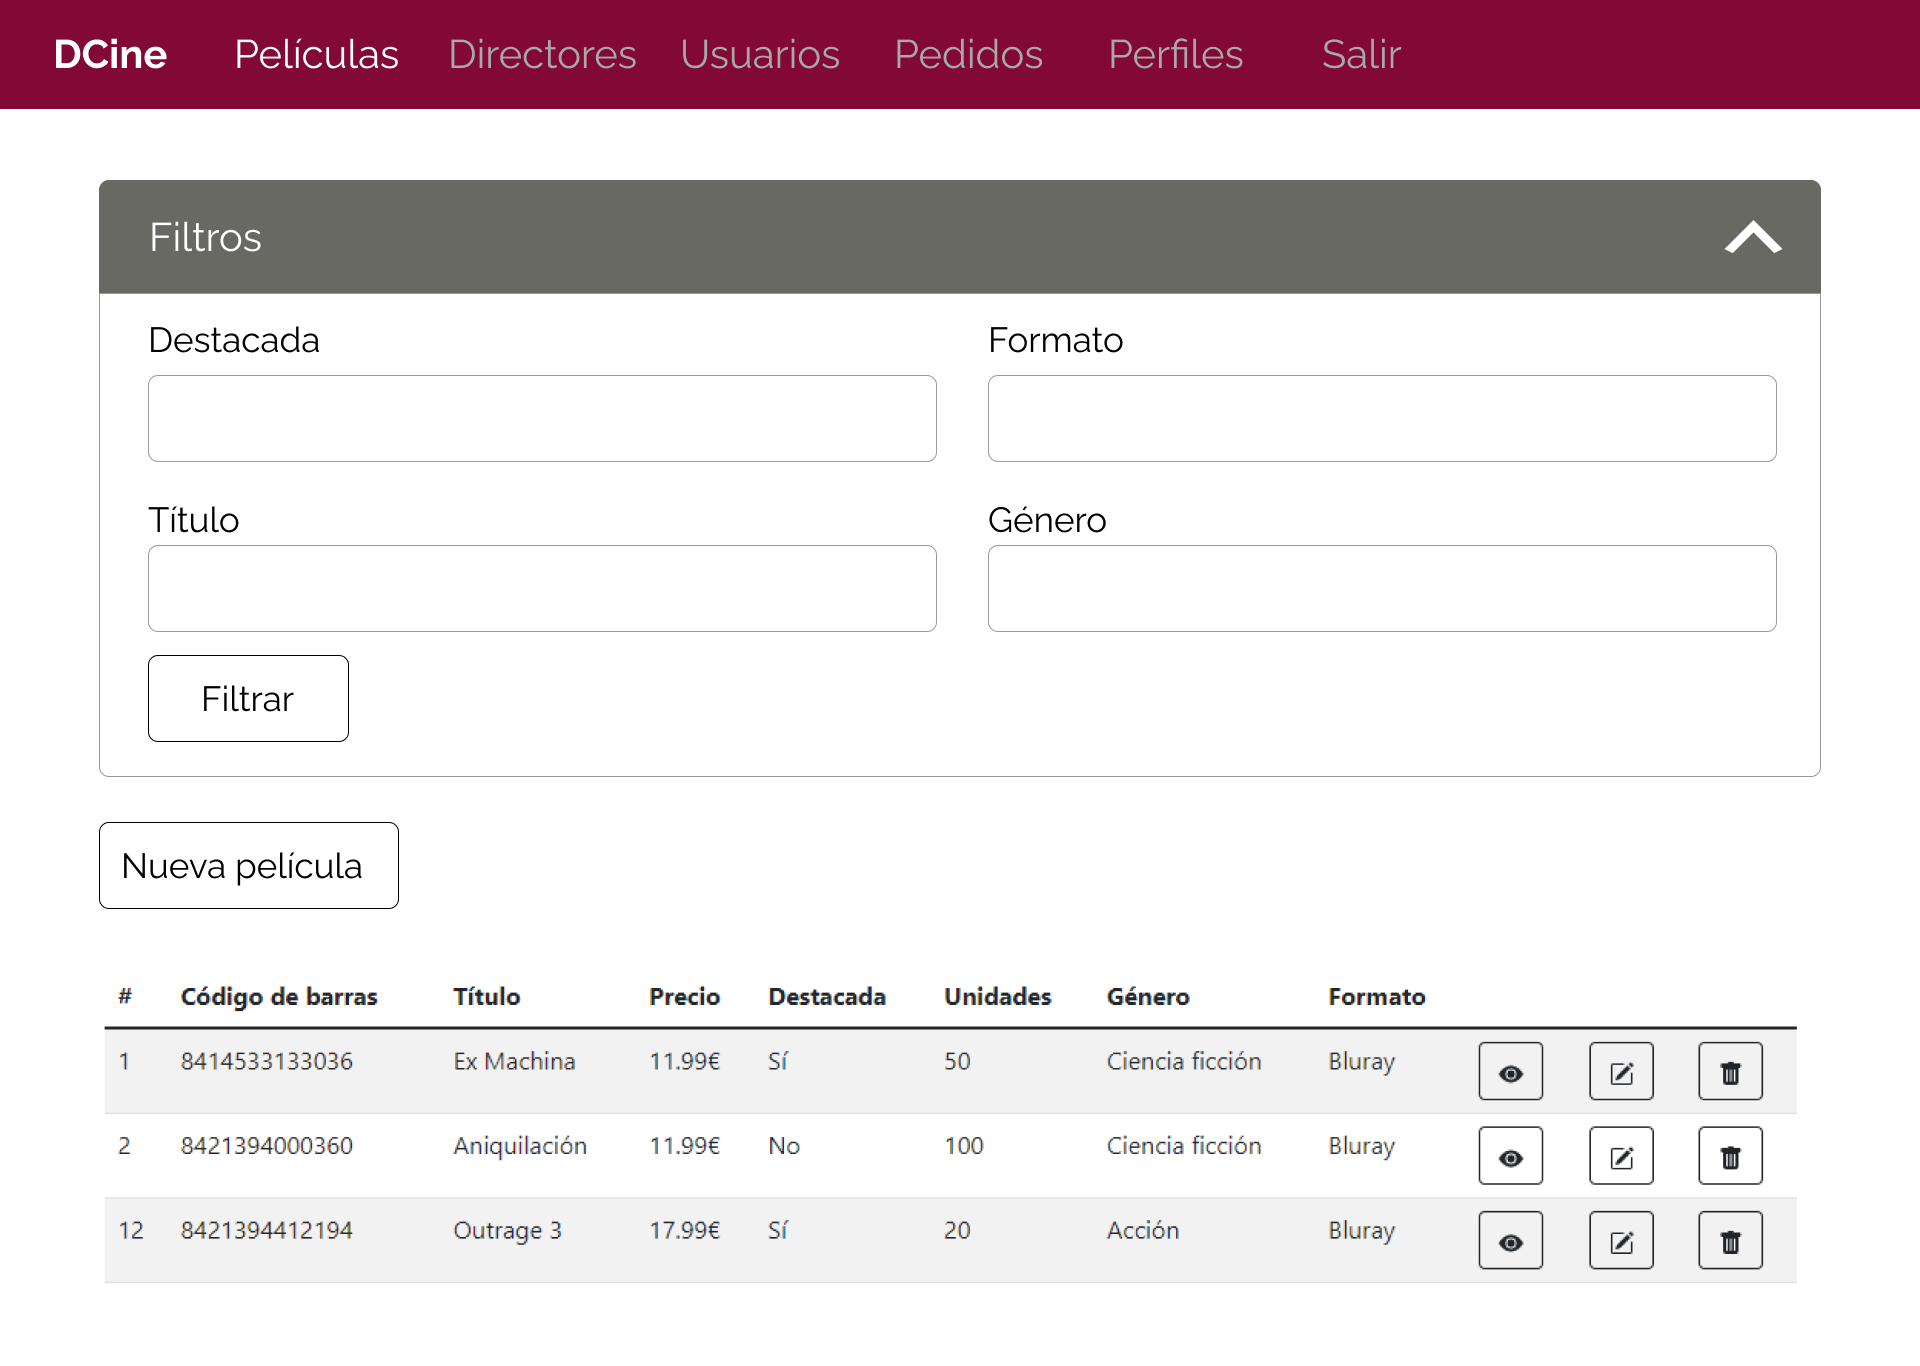 DCine Películas Directores Usuarios Pedidos Perfiles Salir
Filtros
Destacada Formato
Título Género
Filtrar
Nueva película
# Código de barras Título Precio Destacada Unidades Género Formato
1 8414533133036 Ex Machina 11.99€ Sí 50 Ciencia ficción Bluray
2 8421394000360 Aniquilación 11.99€ No 100 Ciencia ficción Bluray
12 8421394412194 Outrage 3 17.99€ Sí 20 Acción Bluray